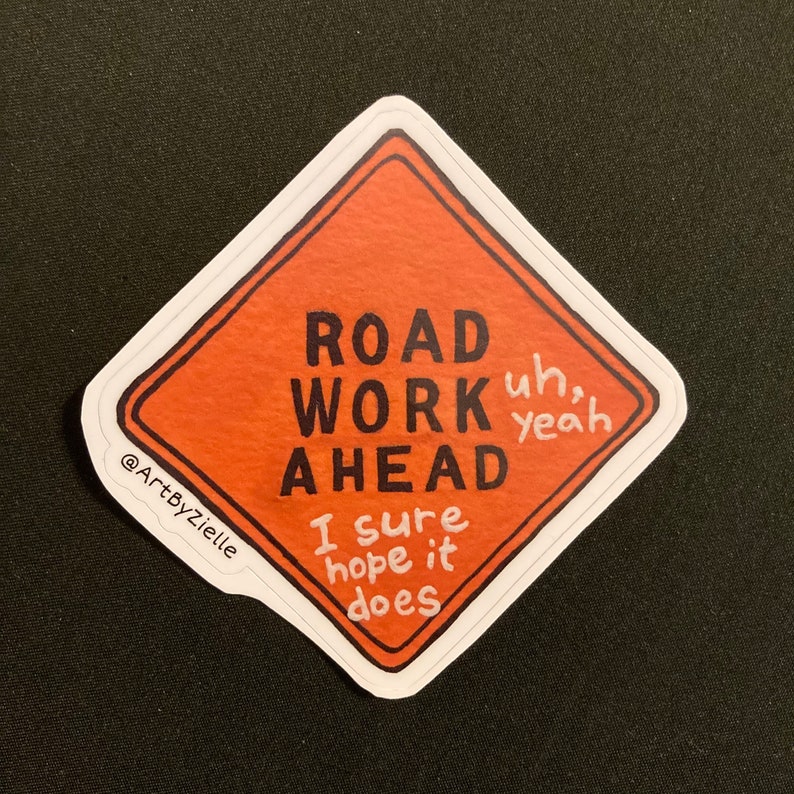 ROAD
WORK
AHEAD
uh,
yeah
I sure
hope it
does
@ArtByZielle